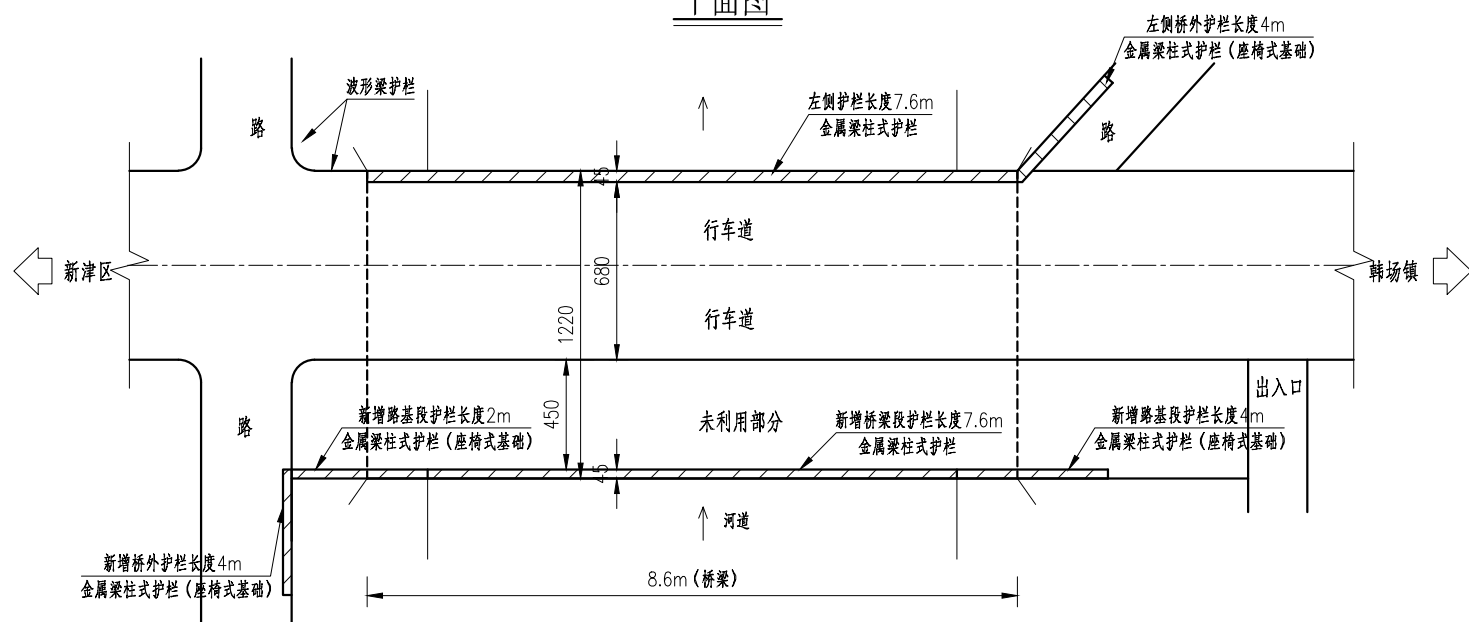 平面图
左侧桥外护栏长度4m
金属梁柱式护栏（座椅式基础）
波形梁护栏
左侧护栏长度7.6m
金属梁柱式护栏
路
路
45
行车道
新津区
680
韩场镇
1220
行车道
出入口
450
新增路基段护栏长度2m
金属梁柱式护栏（座椅式基础）
未利用部分
新增桥梁段护栏长度7.6m
金属梁柱式护栏
新增路基段护栏长度4m
金属梁柱式护栏（座椅式基础）
路
45
河道
新增桥外护栏长度4m
金属梁柱式护栏（座椅式基础）
8.6m（桥梁）